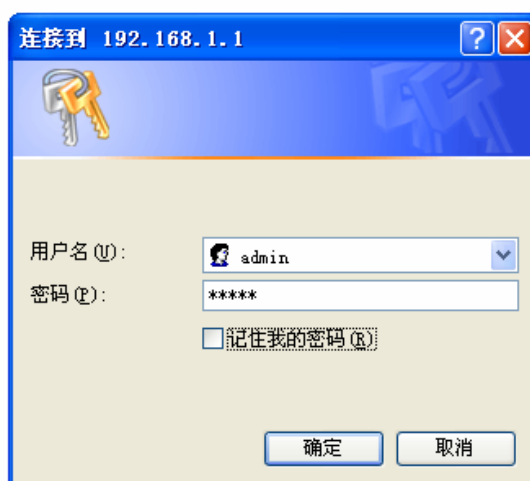 连接到 192.168.1.1
用户名(U): admin
密码(P): *****
记住我的密码(R)
确定 取消